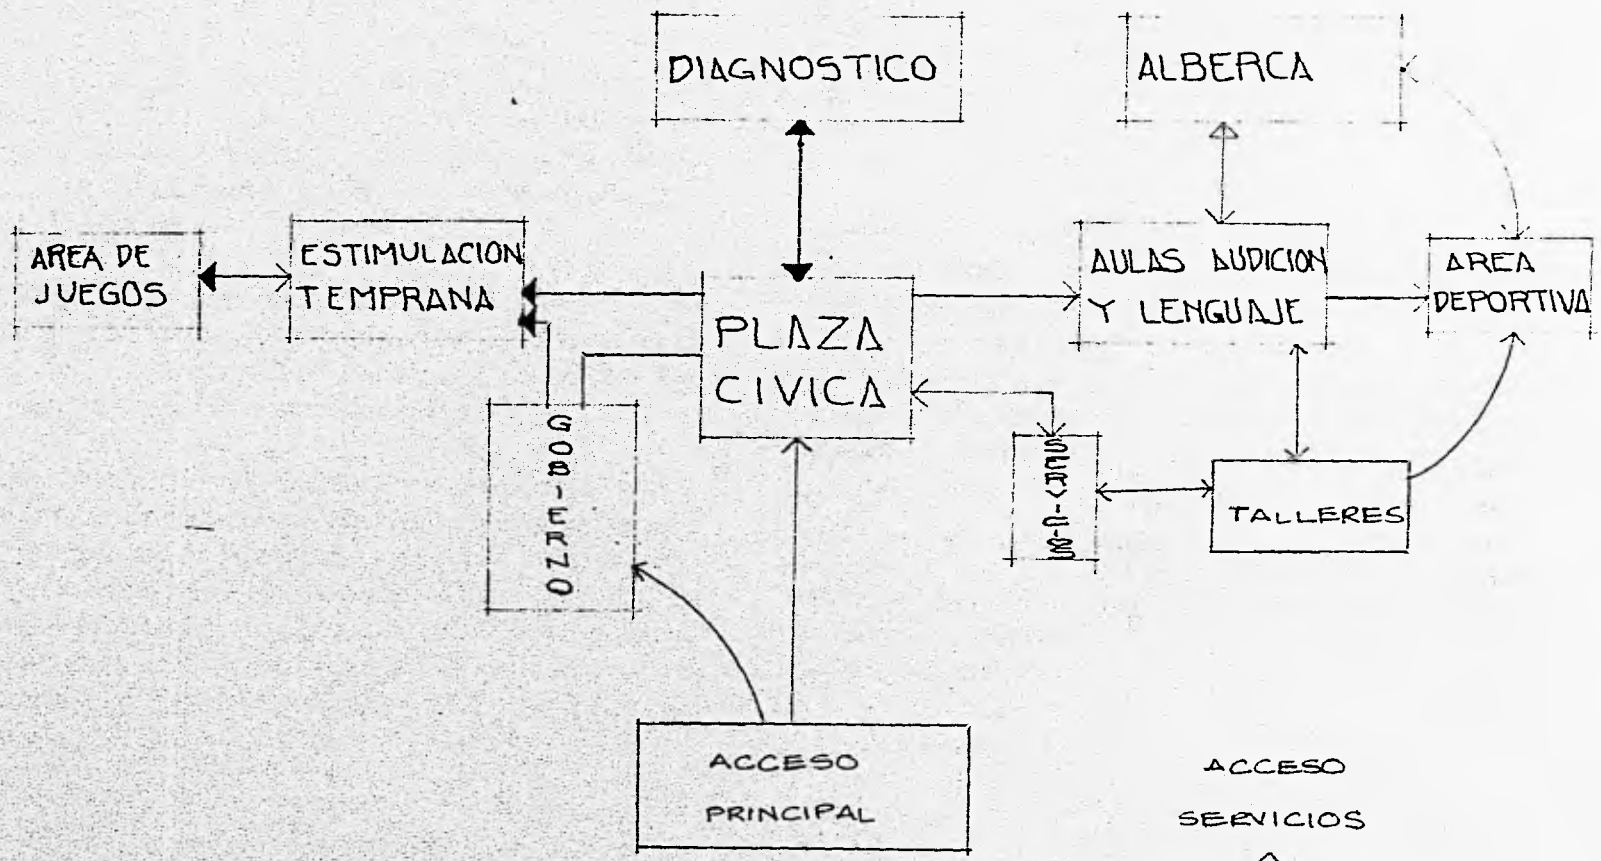 DIAGNOSTICO
ALBERCA
AREA DE
JUEGOS
ESTIMULACION
TEMPRANA
PLAZA
CIVICA
AULAS AUDICION
Y LENGUAJE
AREA
DEPORTIVA
GOBIERNO
TALLERES
ACCESO
PRINCIPAL
ACCESO
SERVICIOS